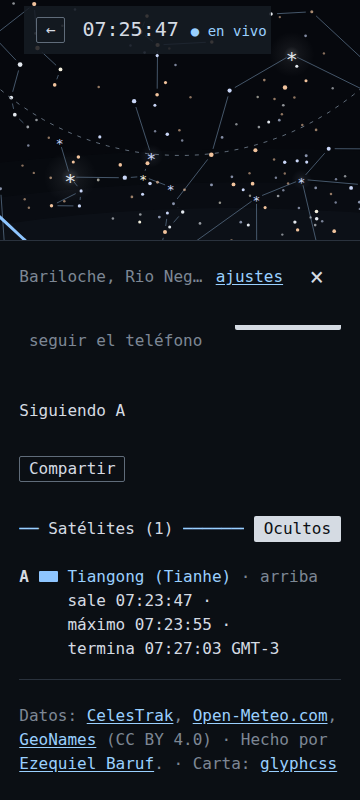 ← 07:25:47 ● en vivo
Bariloche, Rio Neg… ajustes ×
seguir el teléfono
Siguiendo A
Compartir
Satélites (1) Ocultos
A Tiangong (Tianhe) · arriba
sale 07:23:47 ·
máximo 07:23:55 ·
termina 07:27:03 GMT-3
Datos: CelesTrak, Open-Meteo.com,
GeoNames (CC BY 4.0) · Hecho por
Ezequiel Baruf. · Carta: glyphcss